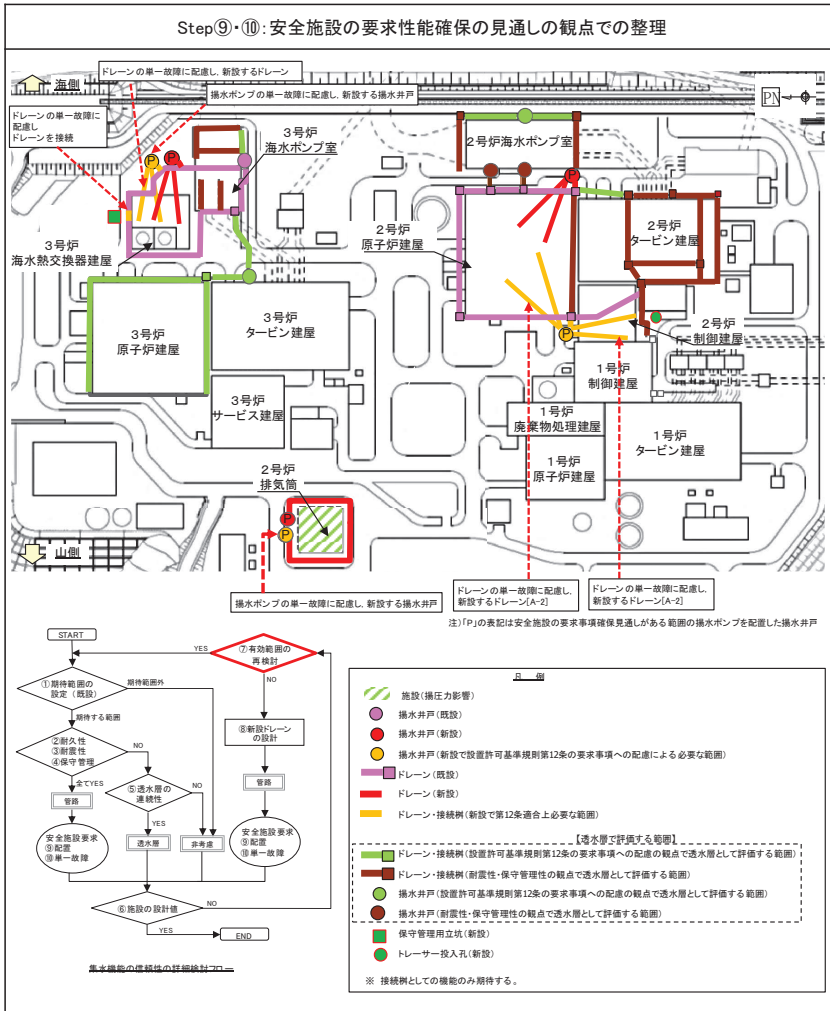 Step⑨・⑩：安全施設の要求性能確保の見通しの観点での整理
海側
ドレーンの単一故障に配慮し、新設するドレーン
揚水ポンプの単一故障に配慮し、新設する揚水井戸
ドレーンの単一故障に
配慮し
ドレーンを接続
PN
3号炉
海水ポンプ室
2号炉海水ポンプ室
P
P
P
3号炉
海水熱交換器建屋
2号炉
原子炉建屋
2号炉
タービン建屋
3号炉
原子炉建屋
3号炉
タービン建屋
P
2号炉
制御建屋
1号炉
制御建屋
3号炉
サービス建屋
1号炉
廃棄物処理建屋
1号炉
原子炉建屋
1号炉
タービン建屋
2号炉
排気筒
P
P
山側
揚水ポンプの単一故障に配慮し、新設する揚水井戸
ドレーンの単一故障に配慮し、
新設するドレーン[A-2]
ドレーンの単一故障に配慮し、
新設するドレーン[A-2]
注）「P」の表記は安全施設の要求事項確保見通しがある範囲の揚水ポンプを配置した揚水井戸
START
YES
⑦有効範囲の
再検討
①期待範囲の
設定（既設）
期待範囲外
NO
期待する範囲
⑧新設ドレーン
の設計
②耐久性
③耐震性
④保守管理
NO
全てYES
⑤透水層の
連続性
NO
管路
管路
YES
安全施設要求
⑨配置
⑩単一故障
透水層
非考慮
安全施設要求
⑨配置
⑩単一故障
⑥施設の設計値
NO
YES
END
集水機能の信頼性の詳細検討フロー
凡 例
施設（揚圧力影響）
揚水井戸（既設）
揚水井戸（新設）
揚水井戸（新設で設置許可基準規則第12条の要求事項への配慮による必要な範囲）
ドレーン（既設）
ドレーン（新設）
ドレーン・接続桝（新設で第12条適合上必要な範囲）
【透水層で評価する範囲】
ドレーン・接続桝（設置許可基準規則第12条の要求事項への配慮の観点で透水層として評価する範囲）
ドレーン・接続桝（耐震性・保守管理性の観点で透水層として評価する範囲）
揚水井戸（設置許可基準規則第12条の要求事項への配慮の観点で透水層として評価する範囲）
揚水井戸（耐震性・保守管理性の観点で透水層として評価する範囲）
保守管理用立坑（新設）
トレーサー投入孔（新設）
※ 接続桝としての機能のみ期待する。